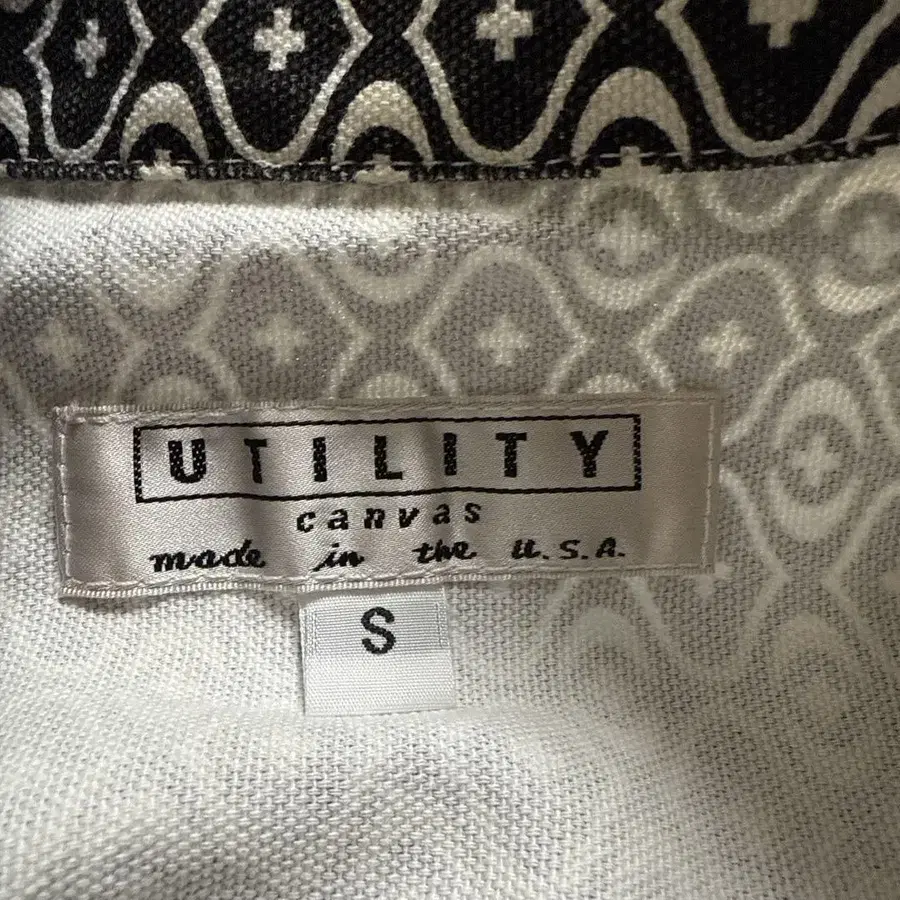 UTILITY
canvas
made in the U.S.A.
S